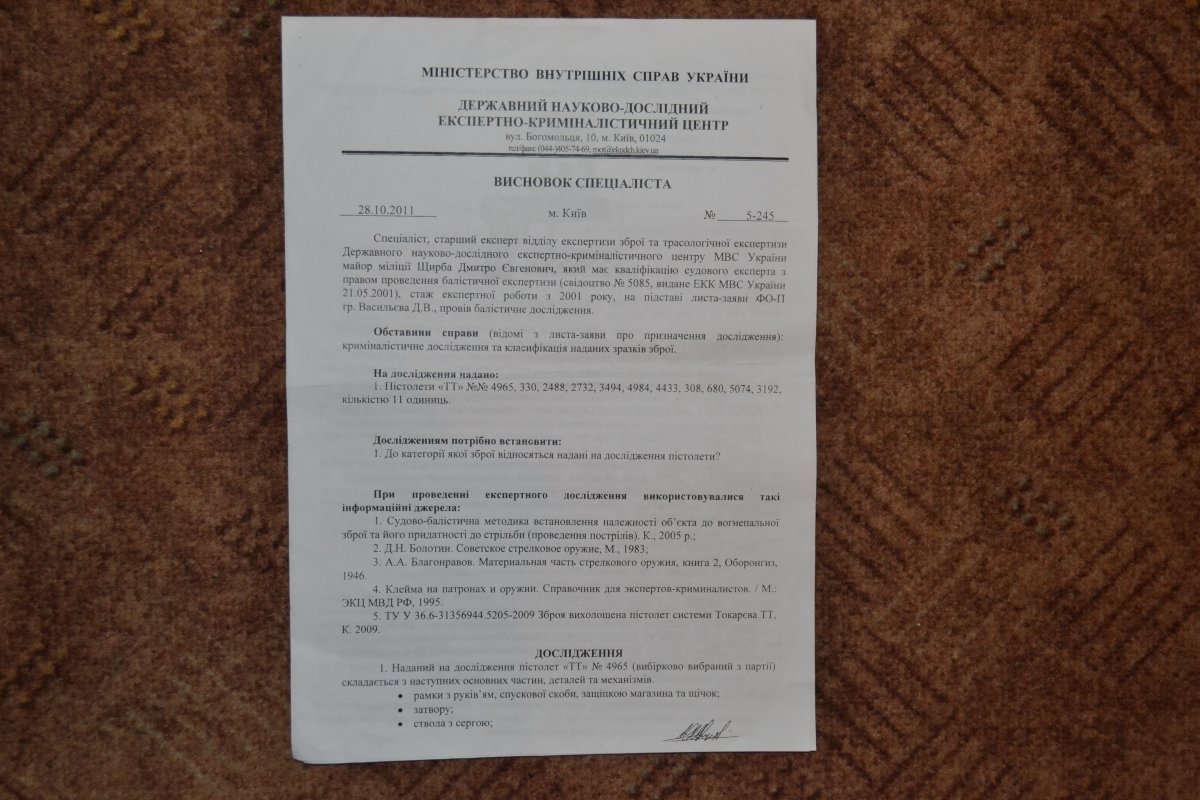 МІНІСТЕРСТВО ВНУТРІШНІХ СПРАВ УКРАЇНИ
ДЕРЖАВНИЙ НАУКОВО-ДОСЛІДНИЙ
ЕКСПЕРТНО-КРИМІНАЛІСТИЧНИЙ ЦЕНТР
вул. Богомольця, 10, м. Київ, 01024
тел/факс (044-)405-74-69, root@ekudch.kiev.ua
ВИСНОВОК СПЕЦІАЛІСТА
28.10.2011 м. Київ № 5-245
Спеціаліст, старший експерт відділу експертизи зброї та трасологічної експертизи
Державного науково-дослідного експертно-криміналістичного центру МВС України
майор міліції Щирба Дмитро Євгенович, який має кваліфікацію судового експерта з
правом проведення балістичної експертизи (свідоцтво № 5085, видане ЕКК МВС України
21.05.2001), стаж експертної роботи з 2001 року, на підставі листа-заяви ФО-П
гр. Васильєва Д.В., провів балістичне дослідження.
Обставини справи (відомі з листа-заяви про призначення дослідження):
криміналістичне дослідження та класифікація наданих зразків зброї.
На дослідження надано:
1. Пістолети «ТТ» №№ 4965, 330, 2488, 2732, 3494, 4984, 4433, 308, 680, 5074, 3192,
кількістю 11 одиниць.
Дослідженням потрібно встановити:
1. До категорії якої зброї відносяться надані на дослідження пістолети?
При проведенні експертного дослідження використовувалися такі
інформаційні джерела:
1. Судово-балістична методика встановлення належності об’єкта до вогнепальної
зброї та його придатності до стрільби (проведення пострілів). К., 2005 р.;
2. Д.Н. Болотин. Советское стрелковое оружие, М., 1983;
3. А.А. Благонравов. Материальная часть стрелкового оружия, книга 2, Оборонгиз,
1946.
4. Клейма на патронах и оружии. Справочник для экспертов-криминалистов. / М.:
ЭКЦ МВД РФ, 1995.
5. ТУ У 36.6-31356944.5205-2009 Зброя вихолощена пістолет системи Токарєва ТТ,
К. 2009.
ДОСЛІДЖЕННЯ
1. Наданий на дослідження пістолет «ТТ» № 4965 (вибірково вибраний з партії)
складається з наступних основних частин, деталей та механізмів.
• рамки з руків’ям, спускової скоби, защіпкою магазина та щічок;
• затвору;
• ствола з сергою;